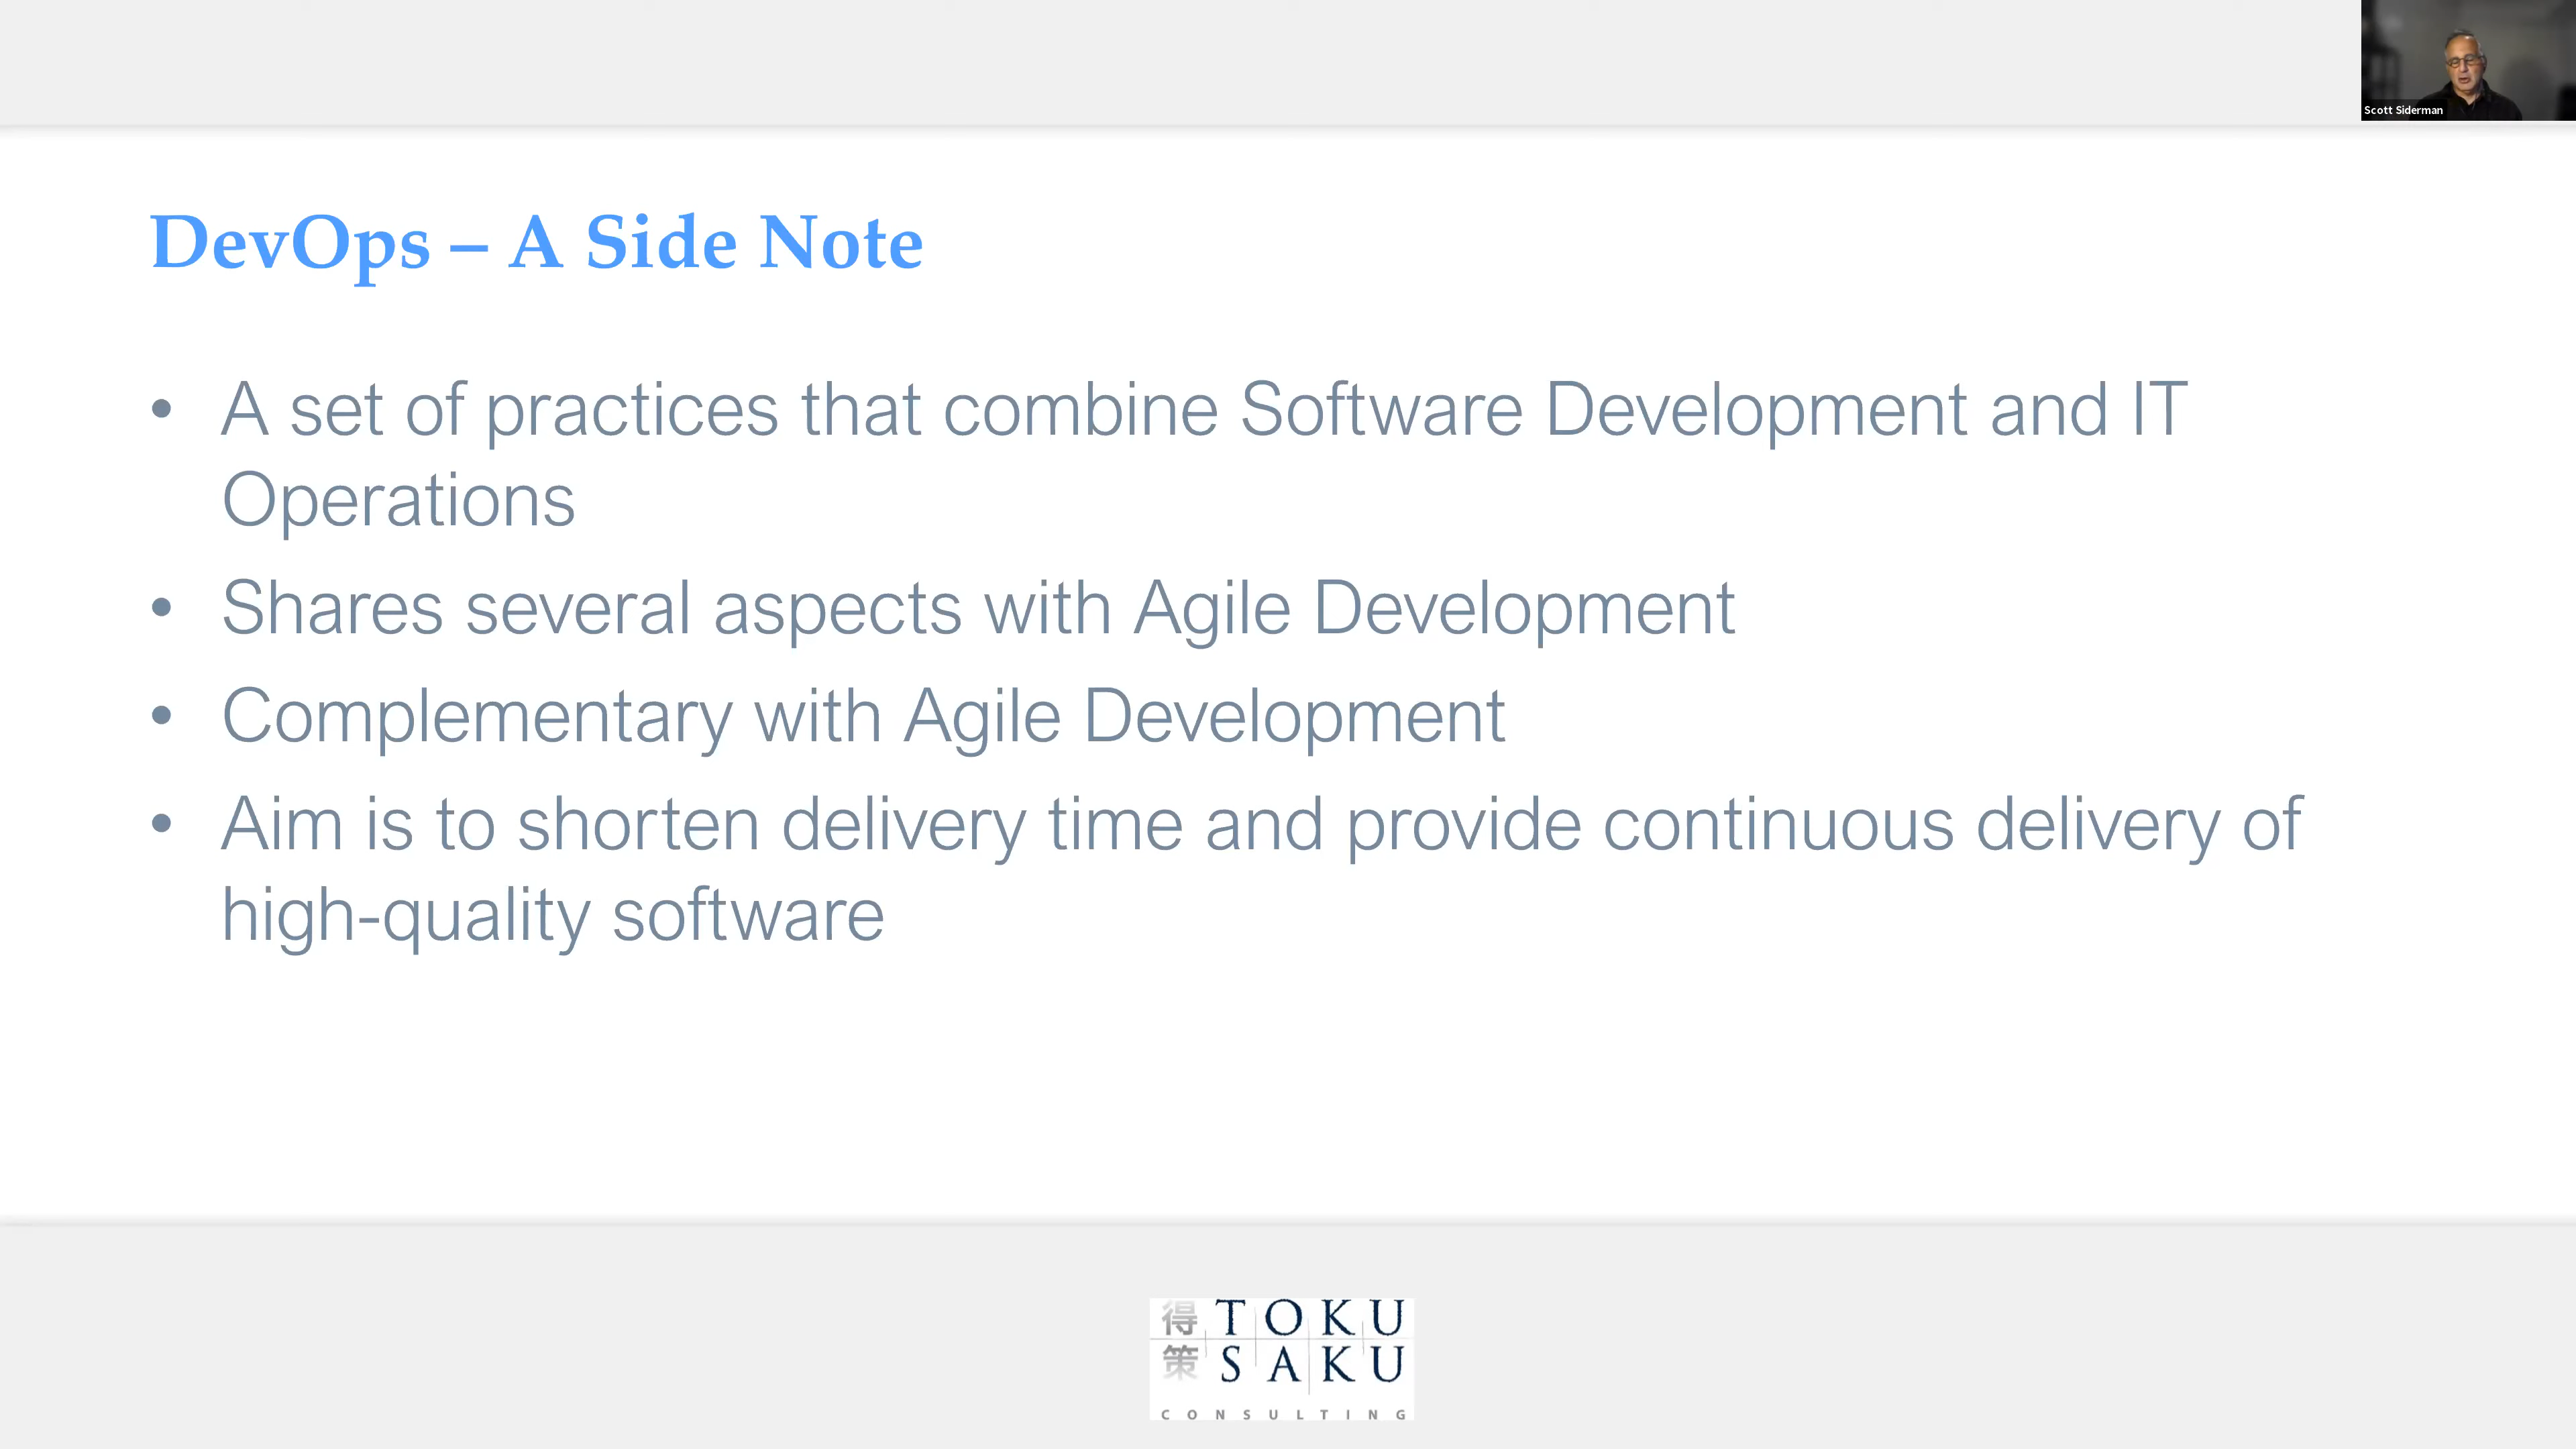 Scott Siderman
DevOps – A Side Note
• A set of practices that combine Software Development and IT
Operations
• Shares several aspects with Agile Development
• Complementary with Agile Development
• Aim is to shorten delivery time and provide continuous delivery of
high-quality software
得 TOKU
策 SAKU
CONSULTING